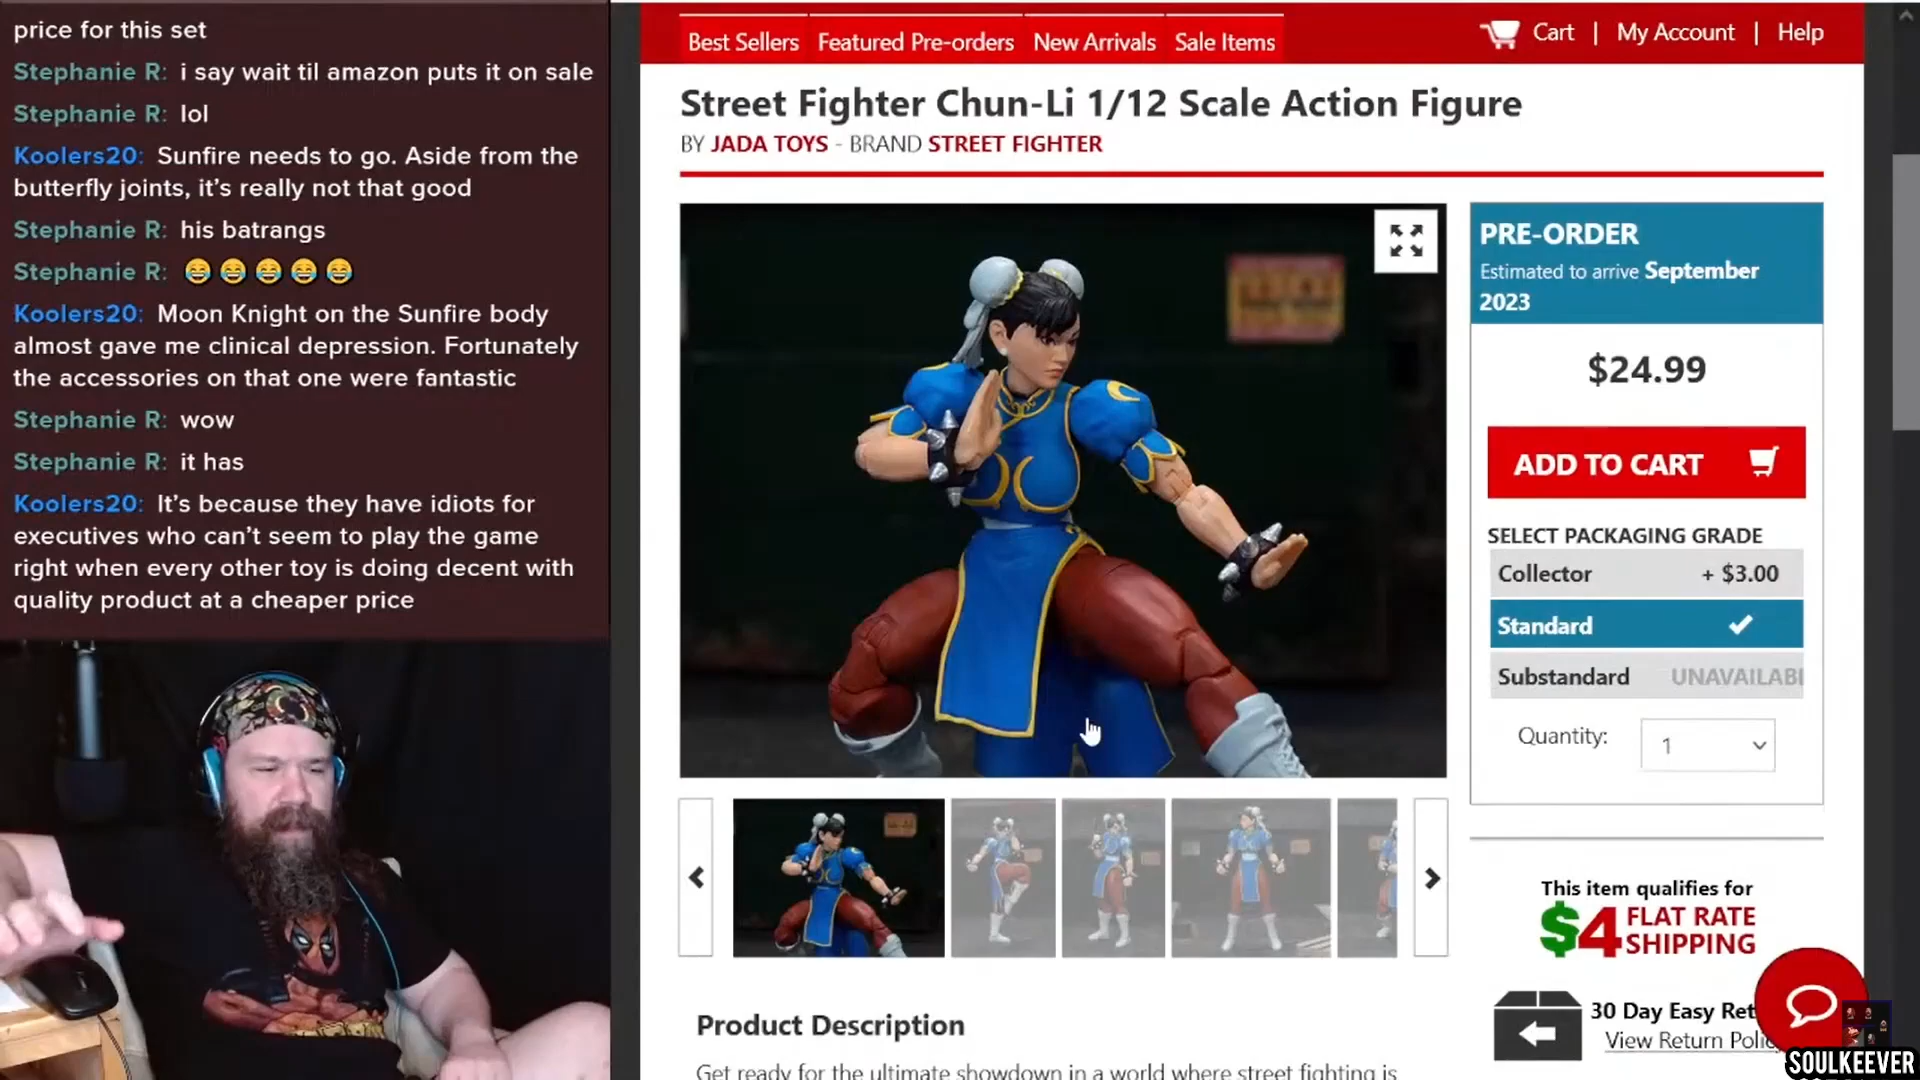 price for this set
Stephanie R: i say wait til amazon puts it on sale
Stephanie R: lol
Koolers20: Sunfire needs to go. Aside from the
butterfly joints, it's really not that good
Stephanie R: his batrangs
Stephanie R: 😂😂😂😂😂
Koolers20: Moon Knight on the Sunfire body
almost gave me clinical depression. Fortunately
the accessories on that one were fantastic
Stephanie R: wow
Stephanie R: it has
Koolers20: It's because they have idiots for
executives who can't seem to play the game
right when every other toy is doing decent with
quality product at a cheaper price
Best Sellers Featured Pre-orders New Arrivals Sale Items
Cart | My Account | Help
Street Fighter Chun-Li 1/12 Scale Action Figure
BY JADA TOYS - BRAND STREET FIGHTER
PRE-ORDER
Estimated to arrive September
2023
$24.99
ADD TO CART
SELECT PACKAGING GRADE
Collector + $3.00
Standard
Substandard UNAVAILAB
Quantity: 1
This item qualifies for
$4 FLAT RATE
SHIPPING
30 Day Easy Ret
View Return Polic
Product Description
Get ready for the ultimate showdown in a world where street fighting is
SOULKEEVER